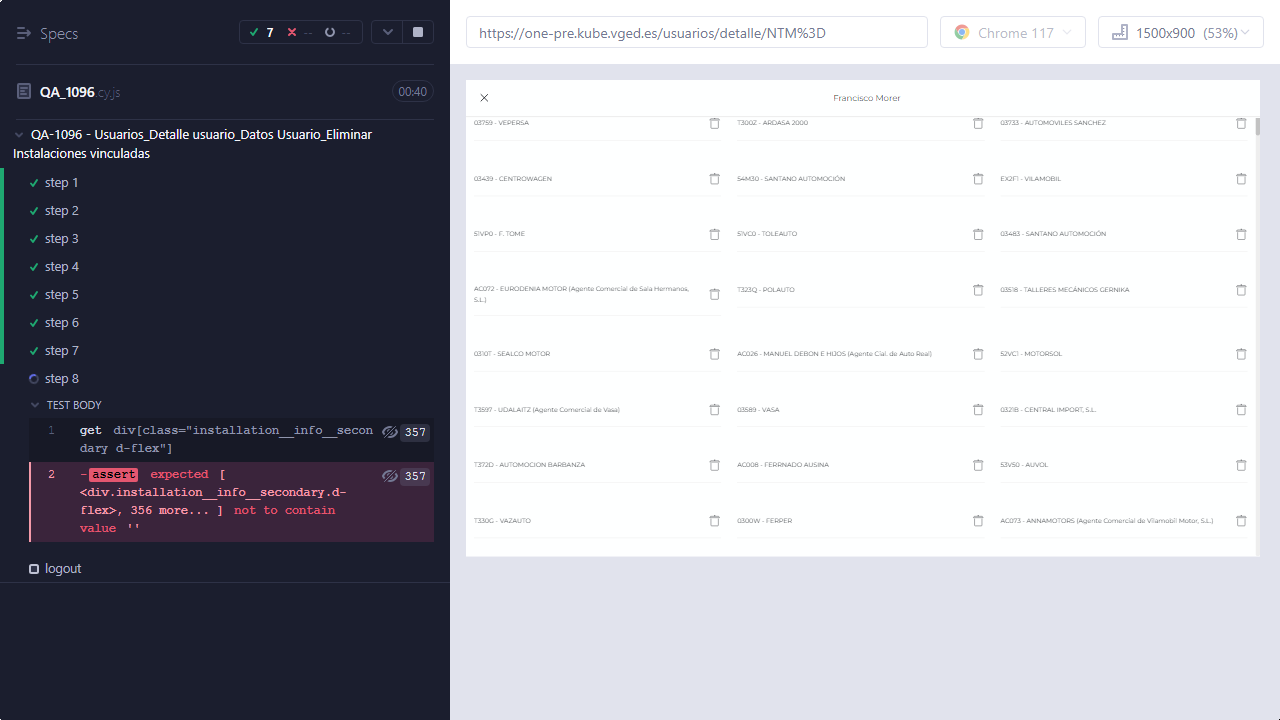 Specs
7
--
--
QA_1096 cy.js
00:40
QA-1096 - Usuarios_Detalle usuario_Datos Usuario_Eliminar
Instalaciones vinculadas
step 1
step 2
step 3
step 4
step 5
step 6
step 7
step 8
TEST BODY
1 get div[class="installation__info__secon
dary d-flex"]
357
2 -assert expected [
<div.installation__info__secondary.d-
flex>, 356 more... ] not to contain
value ''
357
logout
https://one-pre.kube.vged.es/usuarios/detalle/NTM%3D
Chrome 117
1500x900 (53%)
Francisco Morer
03759 - VEPERSA
T300Z - ARDASA 2000
03733 - AUTOMOVILES SANCHEZ
03439 - CENTROWAGEN
54M30 - SANTANO AUTOMOCIÓN
EX2F1 - VILAMOBIL
51VP0 - F. TOME
51VC0 - TOLEAUTO
03483 - SANTANO AUTOMOCIÓN
AC072 - EURODENIA MOTOR (Agente Comercial de Sala Hermanos,
S.L.)
T323Q - POLAUTO
03518 - TALLERES MECÁNICOS GERNIKA
0310T - SEALCO MOTOR
AC026 - MANUEL DEBÓN E HIJOS (Agente Cial. de Auto Real)
52VC1 - MOTORSOL
T3597 - UDALAITZ (Agente Comercial de Vasa)
03589 - VASA
0321B - CENTRAL IMPORT, S.L.
T372D - AUTOMOCION BARBANZA
AC008 - FERRNADO AUSINA
53V50 - AUVOL
T330G - VAZAUTO
0300W - FERPER
AC073 - ANNAMOTORS (Agente Comercial de Vilamobil Motor, S.L.)